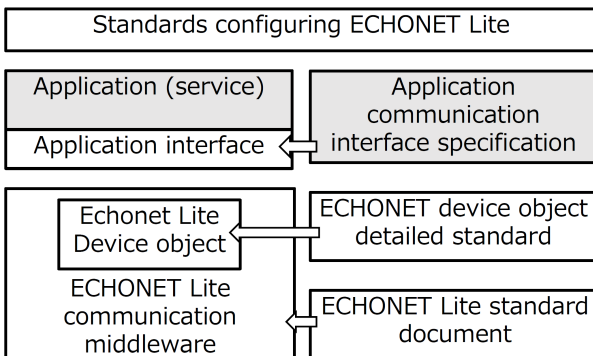 Standards configuring ECHONET Lite
Application (service)
Application interface
Application
communication
interface specification
Echonet Lite
Device object
ECHONET Lite
communication
middleware
ECHONET device object
detailed standard
ECHONET Lite standard
document